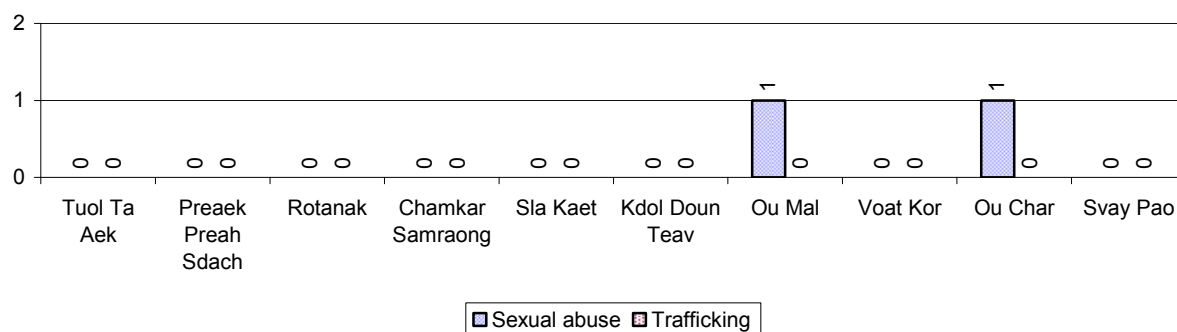 2
1
0
0 0 0 0 0 0 0 0 0 0 0 0 1 0 0 0 1 0 0 0
Tuol Ta Aek
Preaek Preah Sdach
Rotanak
Chamkar Samraong
Sla Kaet
Kdol Doun Teav
Ou Mal
Voat Kor
Ou Char
Svay Pao
Sexual abuse
Trafficking